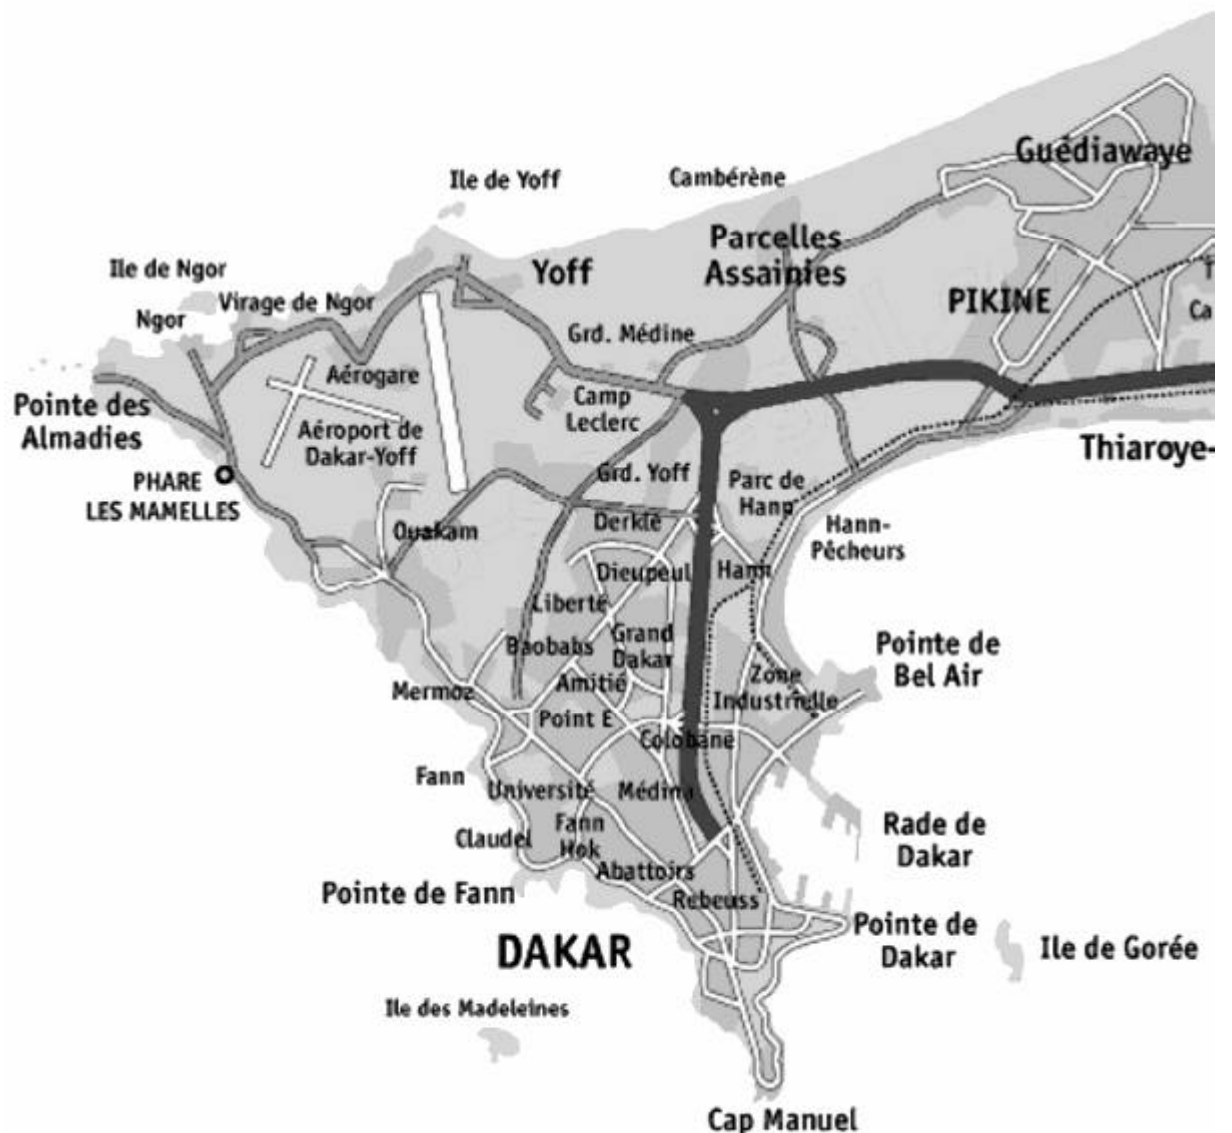 Guédiawaye
Ile de Yoff
Cambérène
Parcelles
Assainies
Ile de Ngor
Yoff
Virage de Ngor
PIKINE
Ngor
Grd. Médine
Aérogare
Pointe des
Almadies
Camp
Leclerc
Aéroport de
Dakar-Yoff
Thiaroye-
PHARE
LES MAMELLES
Grd. Yoff
Parc de
Hann
Ouakam
Derklé
Hann-
Pêcheurs
Dieupeul
Hann
Liberté
Baobabs
Grand
Dakar
Pointe de
Bel Air
Mermoz
Amitié
Zone
Industrielle
Point E
Colobane
Fann
Université
Médina
Claudel
Fann
Hok
Rade de
Dakar
Abattoirs
Pointe de Fann
Rebeuss
DAKAR
Pointe de
Dakar
Ile de Gorée
Ile des Madeleines
Cap Manuel